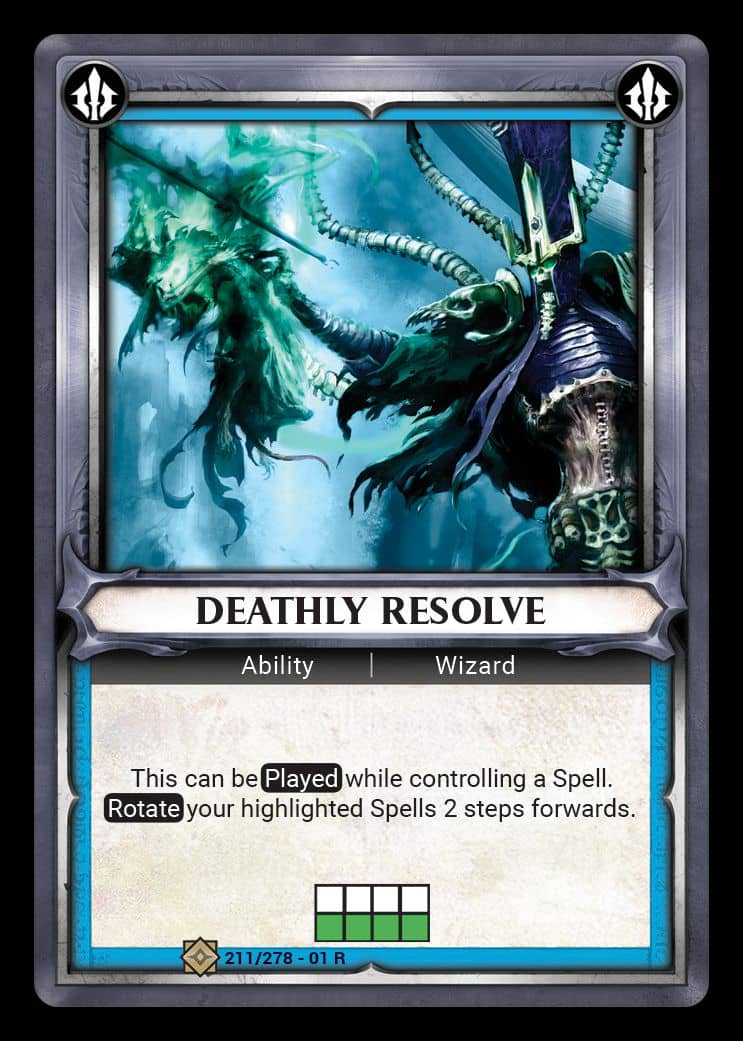 DEATHLY RESOLVE
Ability | Wizard
This can be Played while controlling a Spell.
Rotate your highlighted Spells 2 steps forwards.
211/278 - 01 R